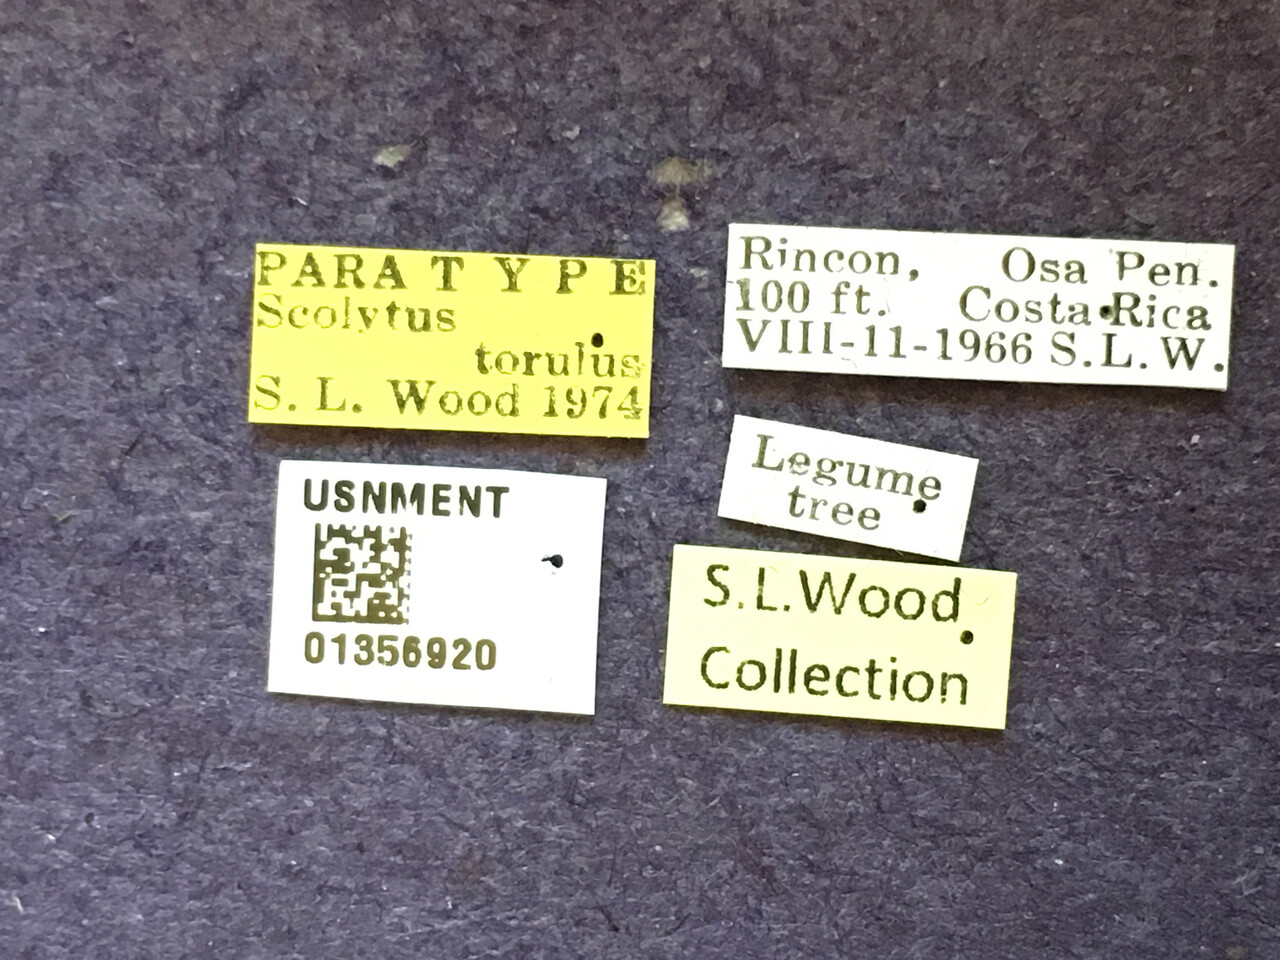 PARATYPE
Scolytus
torulus
S. L. Wood 1974
Rincon, Osa Pen.
100 ft. Costa Rica
VIII-11-1966 S.L.W.
Legume
tree
USNMENT
01356920
S.L.Wood
Collection